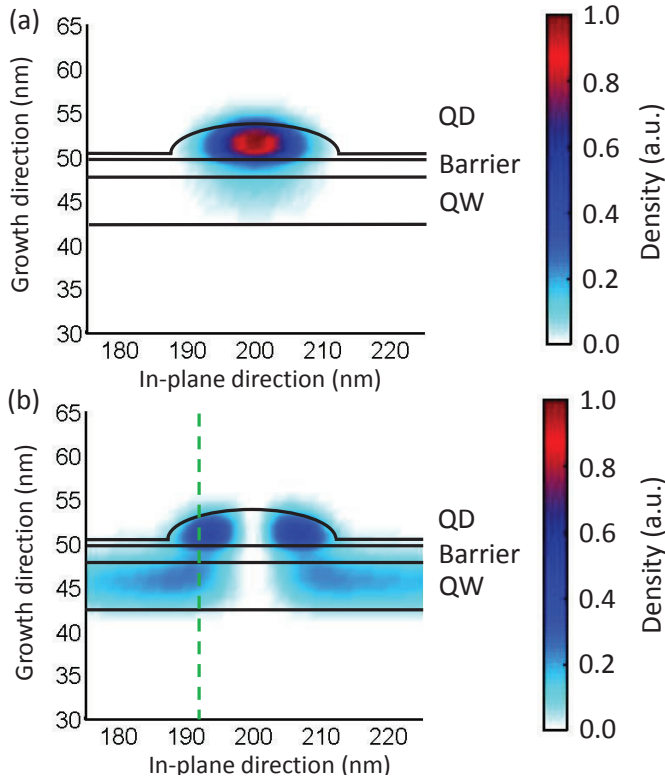 (a)
65
60
55
50
45
40
35
30
Growth direction (nm)
180 190 200 210 220
In-plane direction (nm)
QD
Barrier
QW
1.0
0.8
0.6
0.4
0.2
0.0
Density (a.u.)
(b)
65
60
55
50
45
40
35
30
Growth direction (nm)
180 190 200 210 220
In-plane direction (nm)
QD
Barrier
QW
1.0
0.8
0.6
0.4
0.2
0.0
Density (a.u.)